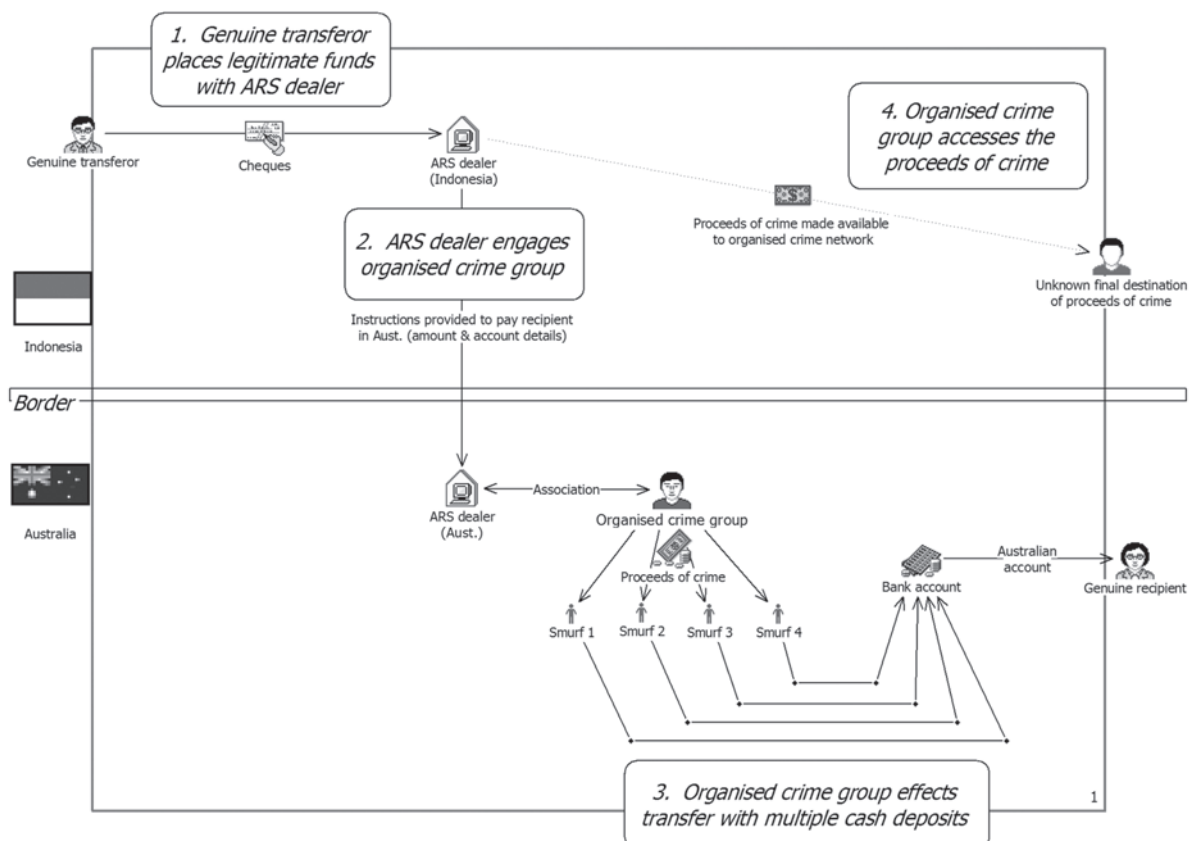 1. Genuine transferor
places legitimate funds
with ARS dealer
4. Organised crime
group accesses the
proceeds of crime
Genuine transferor
Cheques
ARS dealer
(Indonesia)
Proceeds of crime made available
to organised crime network
2. ARS dealer engages
organised crime group
Unknown final destination
of proceeds of crime
Instructions provided to pay recipient
in Aust. (amount & account details)
Indonesia
Border
Australia
ARS dealer
(Aust.)
Association
Organised crime group
Proceeds of crime
Smurf 1
Smurf 2
Smurf 3
Smurf 4
Bank account
Australian
account
Genuine recipient
3. Organised crime group effects
transfer with multiple cash deposits
1